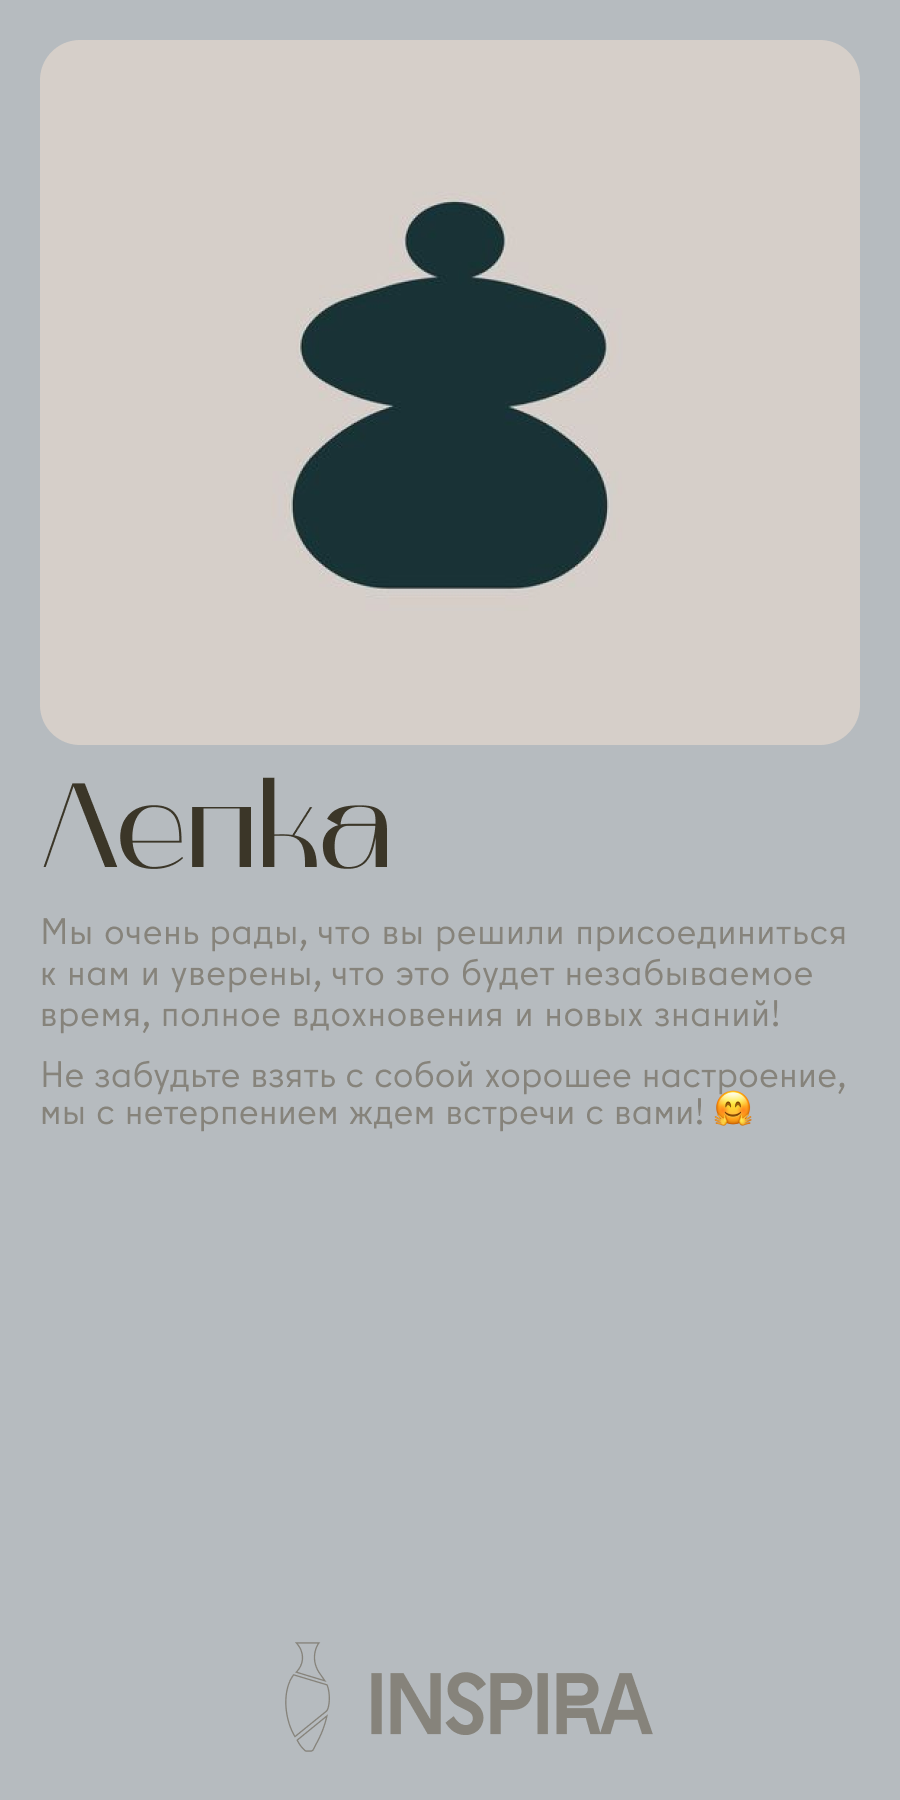 Лепка
Мы очень рады, что вы решили присоединиться
к нам и уверены, что это будет незабываемое
время, полное вдохновения и новых знаний!
Не забудьте взять с собой хорошее настроение,
мы с нетерпением ждем встречи с вами! 🤗
INSPIRA